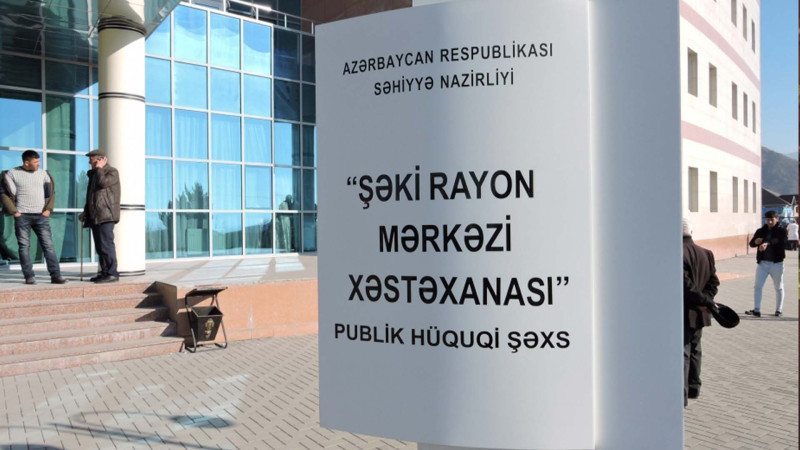 AZƏRBAYCAN RESPUBLİKASI
SƏHİYYƏ NAZİRLİYİ
“ŞƏKİ RAYON
MƏRKƏZİ
XƏSTƏXANASI”
PUBLİK HÜQUQİ ŞƏXS